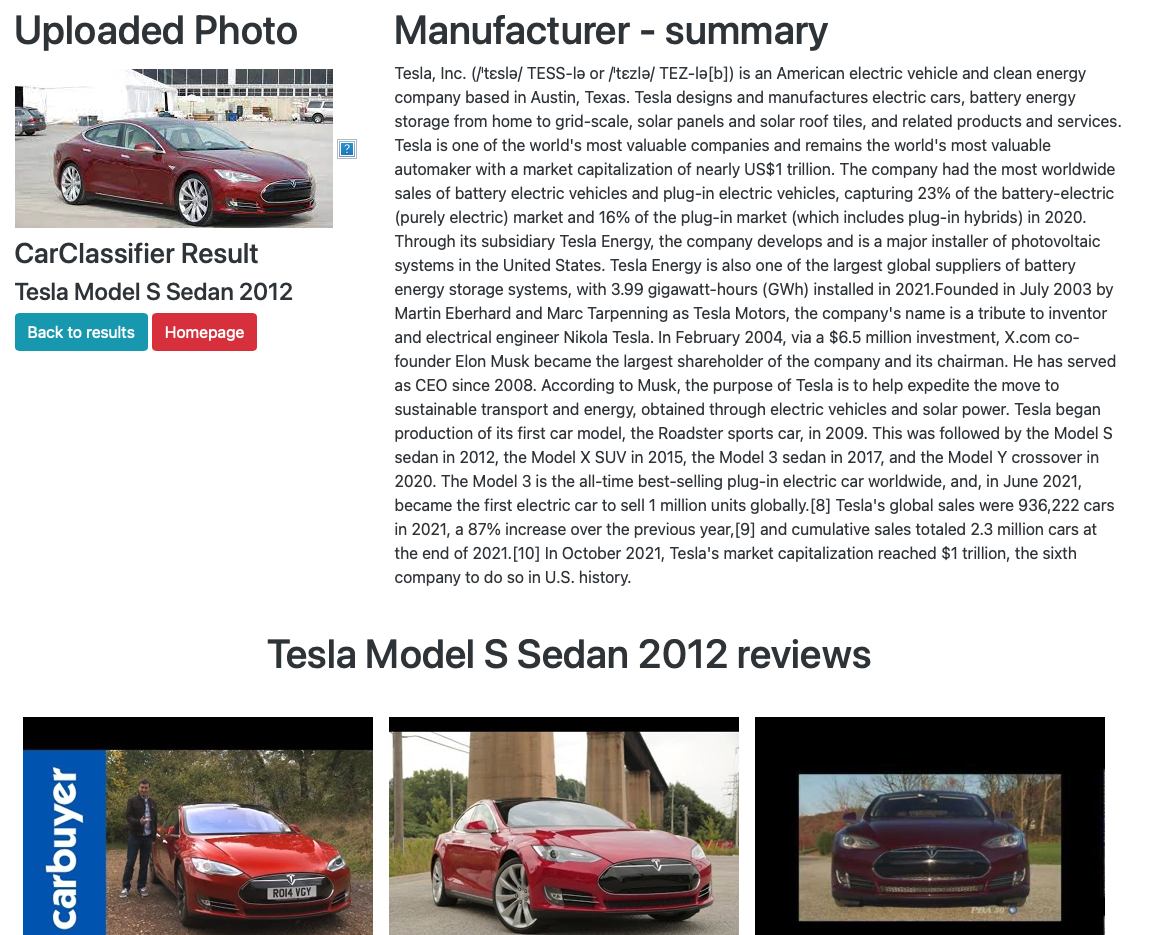 Uploaded Photo
CarClassifier Result
Tesla Model S Sedan 2012
Back to results
Homepage
Manufacturer - summary
Tesla, Inc. (/ˈtɛslə/ TESS-lə or /ˈtɛzlə/ TEZ-lə[b]) is an American electric vehicle and clean energy
company based in Austin, Texas. Tesla designs and manufactures electric cars, battery energy
storage from home to grid-scale, solar panels and solar roof tiles, and related products and services.
Tesla is one of the world's most valuable companies and remains the world's most valuable
automaker with a market capitalization of nearly US$1 trillion. The company had the most worldwide
sales of battery electric vehicles and plug-in electric vehicles, capturing 23% of the battery-electric
(purely electric) market and 16% of the plug-in market (which includes plug-in hybrids) in 2020.
Through its subsidiary Tesla Energy, the company develops and is a major installer of photovoltaic
systems in the United States. Tesla Energy is also one of the largest global suppliers of battery
energy storage systems, with 3.99 gigawatt-hours (GWh) installed in 2021.Founded in July 2003 by
Martin Eberhard and Marc Tarpenning as Tesla Motors, the company's name is a tribute to inventor
and electrical engineer Nikola Tesla. In February 2004, via a $6.5 million investment, X.com co-
founder Elon Musk became the largest shareholder of the company and its chairman. He has served
as CEO since 2008. According to Musk, the purpose of Tesla is to help expedite the move to
sustainable transport and energy, obtained through electric vehicles and solar power. Tesla began
production of its first car model, the Roadster sports car, in 2009. This was followed by the Model S
sedan in 2012, the Model X SUV in 2015, the Model 3 sedan in 2017, and the Model Y crossover in
2020. The Model 3 is the all-time best-selling plug-in electric car worldwide, and, in June 2021,
became the first electric car to sell 1 million units globally.[8] Tesla's global sales were 936,222 cars
in 2021, a 87% increase over the previous year,[9] and cumulative sales totaled 2.3 million cars at
the end of 2021.[10] In October 2021, Tesla's market capitalization reached $1 trillion, the sixth
company to do so in U.S. history.
Tesla Model S Sedan 2012 reviews
carbuyer
RO14 VGY
PBA 30